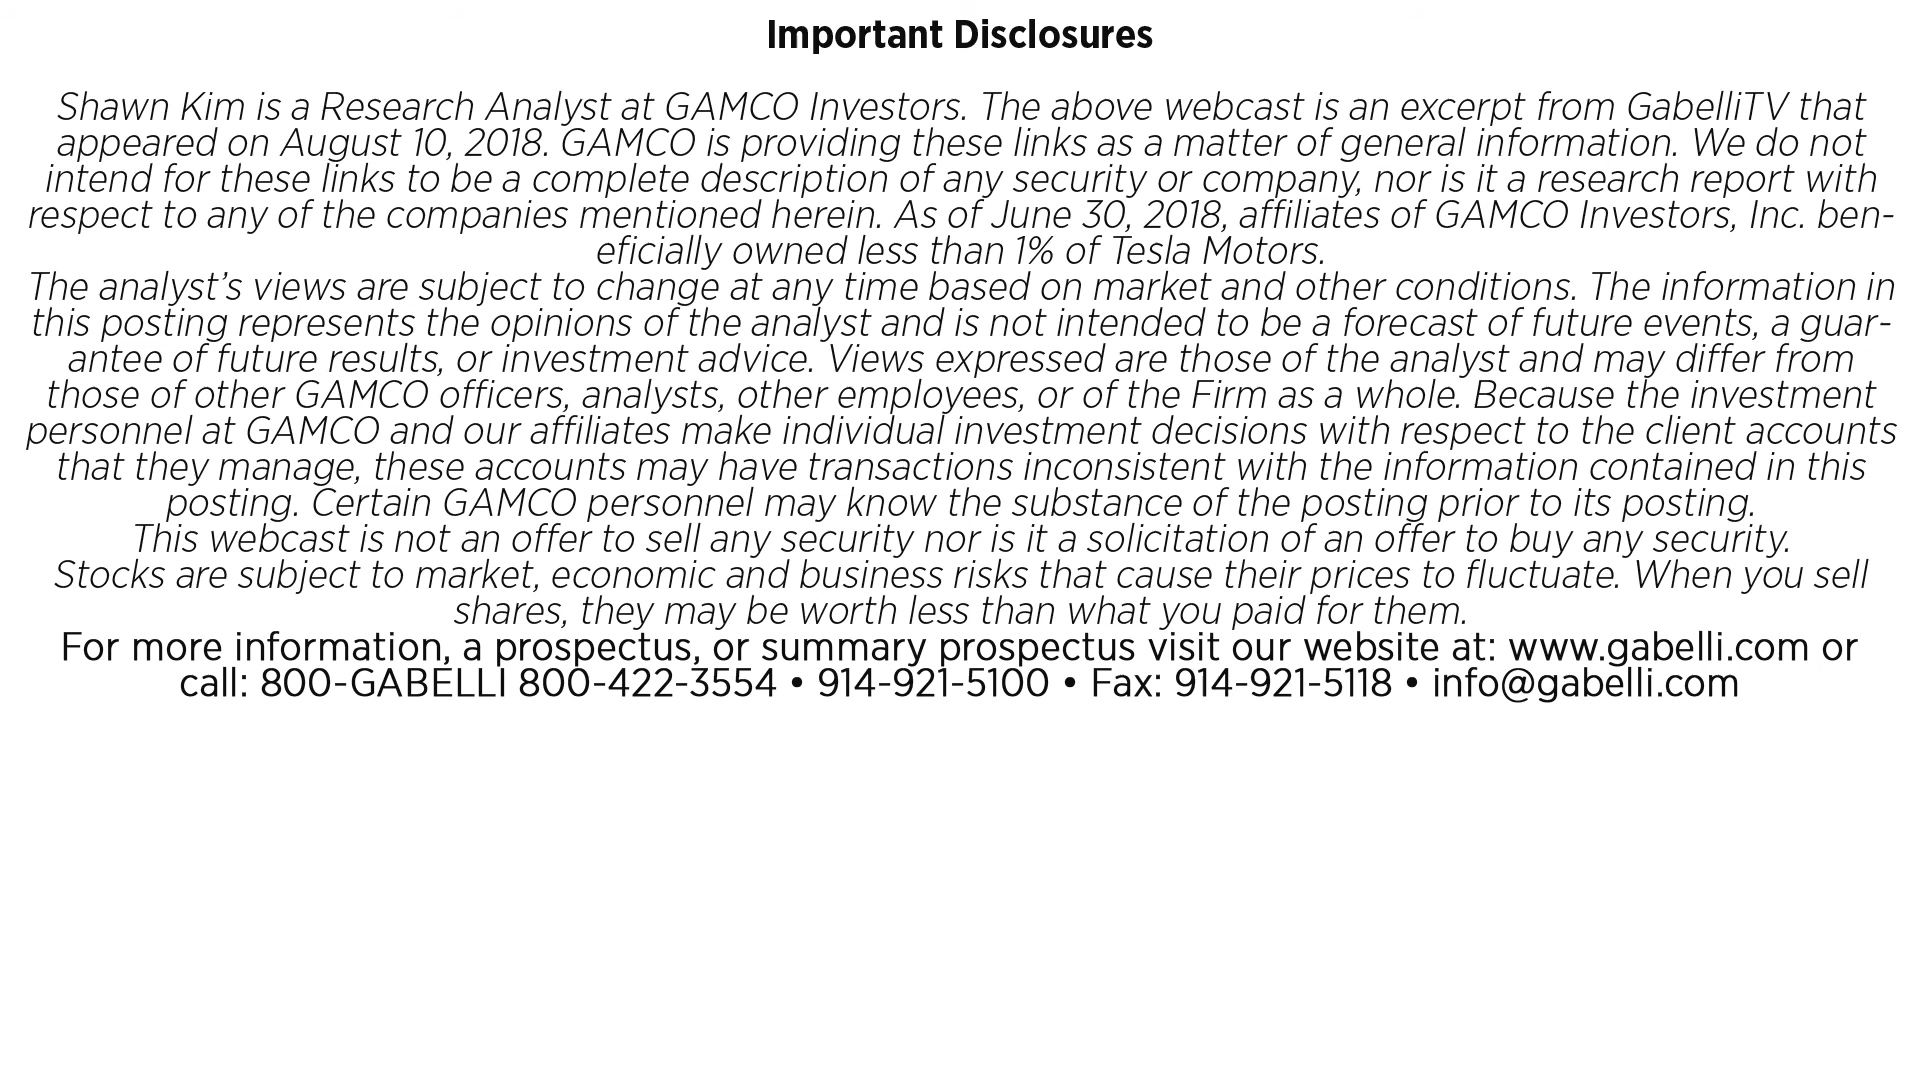 Important Disclosures
Shawn Kim is a Research Analyst at GAMCO Investors. The above webcast is an excerpt from GabelliTV that
appeared on August 10, 2018. GAMCO is providing these links as a matter of general information. We do not
intend for these links to be a complete description of any security or company, nor is it a research report with
respect to any of the companies mentioned herein. As of June 30, 2018, affiliates of GAMCO Investors, Inc. ben-
eficially owned less than 1% of Tesla Motors.
The analyst’s views are subject to change at any time based on market and other conditions. The information in
this posting represents the opinions of the analyst and is not intended to be a forecast of future events, a guar-
antee of future results, or investment advice. Views expressed are those of the analyst and may differ from
those of other GAMCO officers, analysts, other employees, or of the Firm as a whole. Because the investment
personnel at GAMCO and our affiliates make individual investment decisions with respect to the client accounts
that they manage, these accounts may have transactions inconsistent with the information contained in this
posting. Certain GAMCO personnel may know the substance of the posting prior to its posting.
This webcast is not an offer to sell any security nor is it a solicitation of an offer to buy any security.
Stocks are subject to market, economic and business risks that cause their prices to fluctuate. When you sell
shares, they may be worth less than what you paid for them.
For more information, a prospectus, or summary prospectus visit our website at: www.gabelli.com or
call: 800-GABELLI 800-422-3554 • 914-921-5100 • Fax: 914-921-5118 • info@gabelli.com